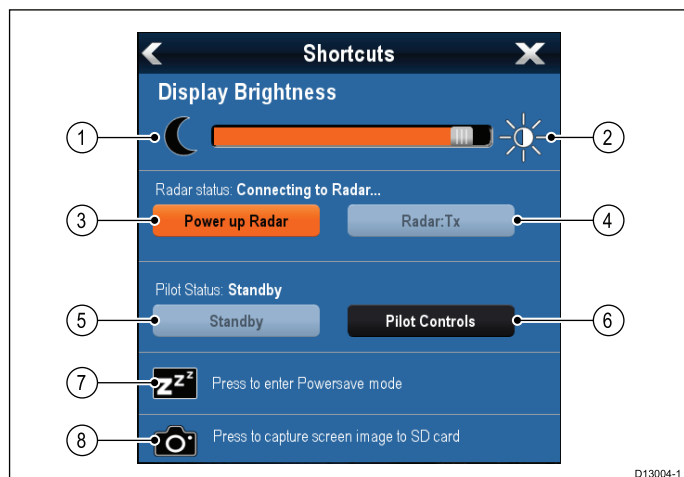 Shortcuts
Display Brightness
1
2
Radar status: Connecting to Radar...
3
Power up Radar
Radar:Tx
4
Pilot Status: Standby
5
Standby
Pilot Controls
6
7
zzz
Press to enter Powersave mode
8
Press to capture screen image to SD card
D13004-1